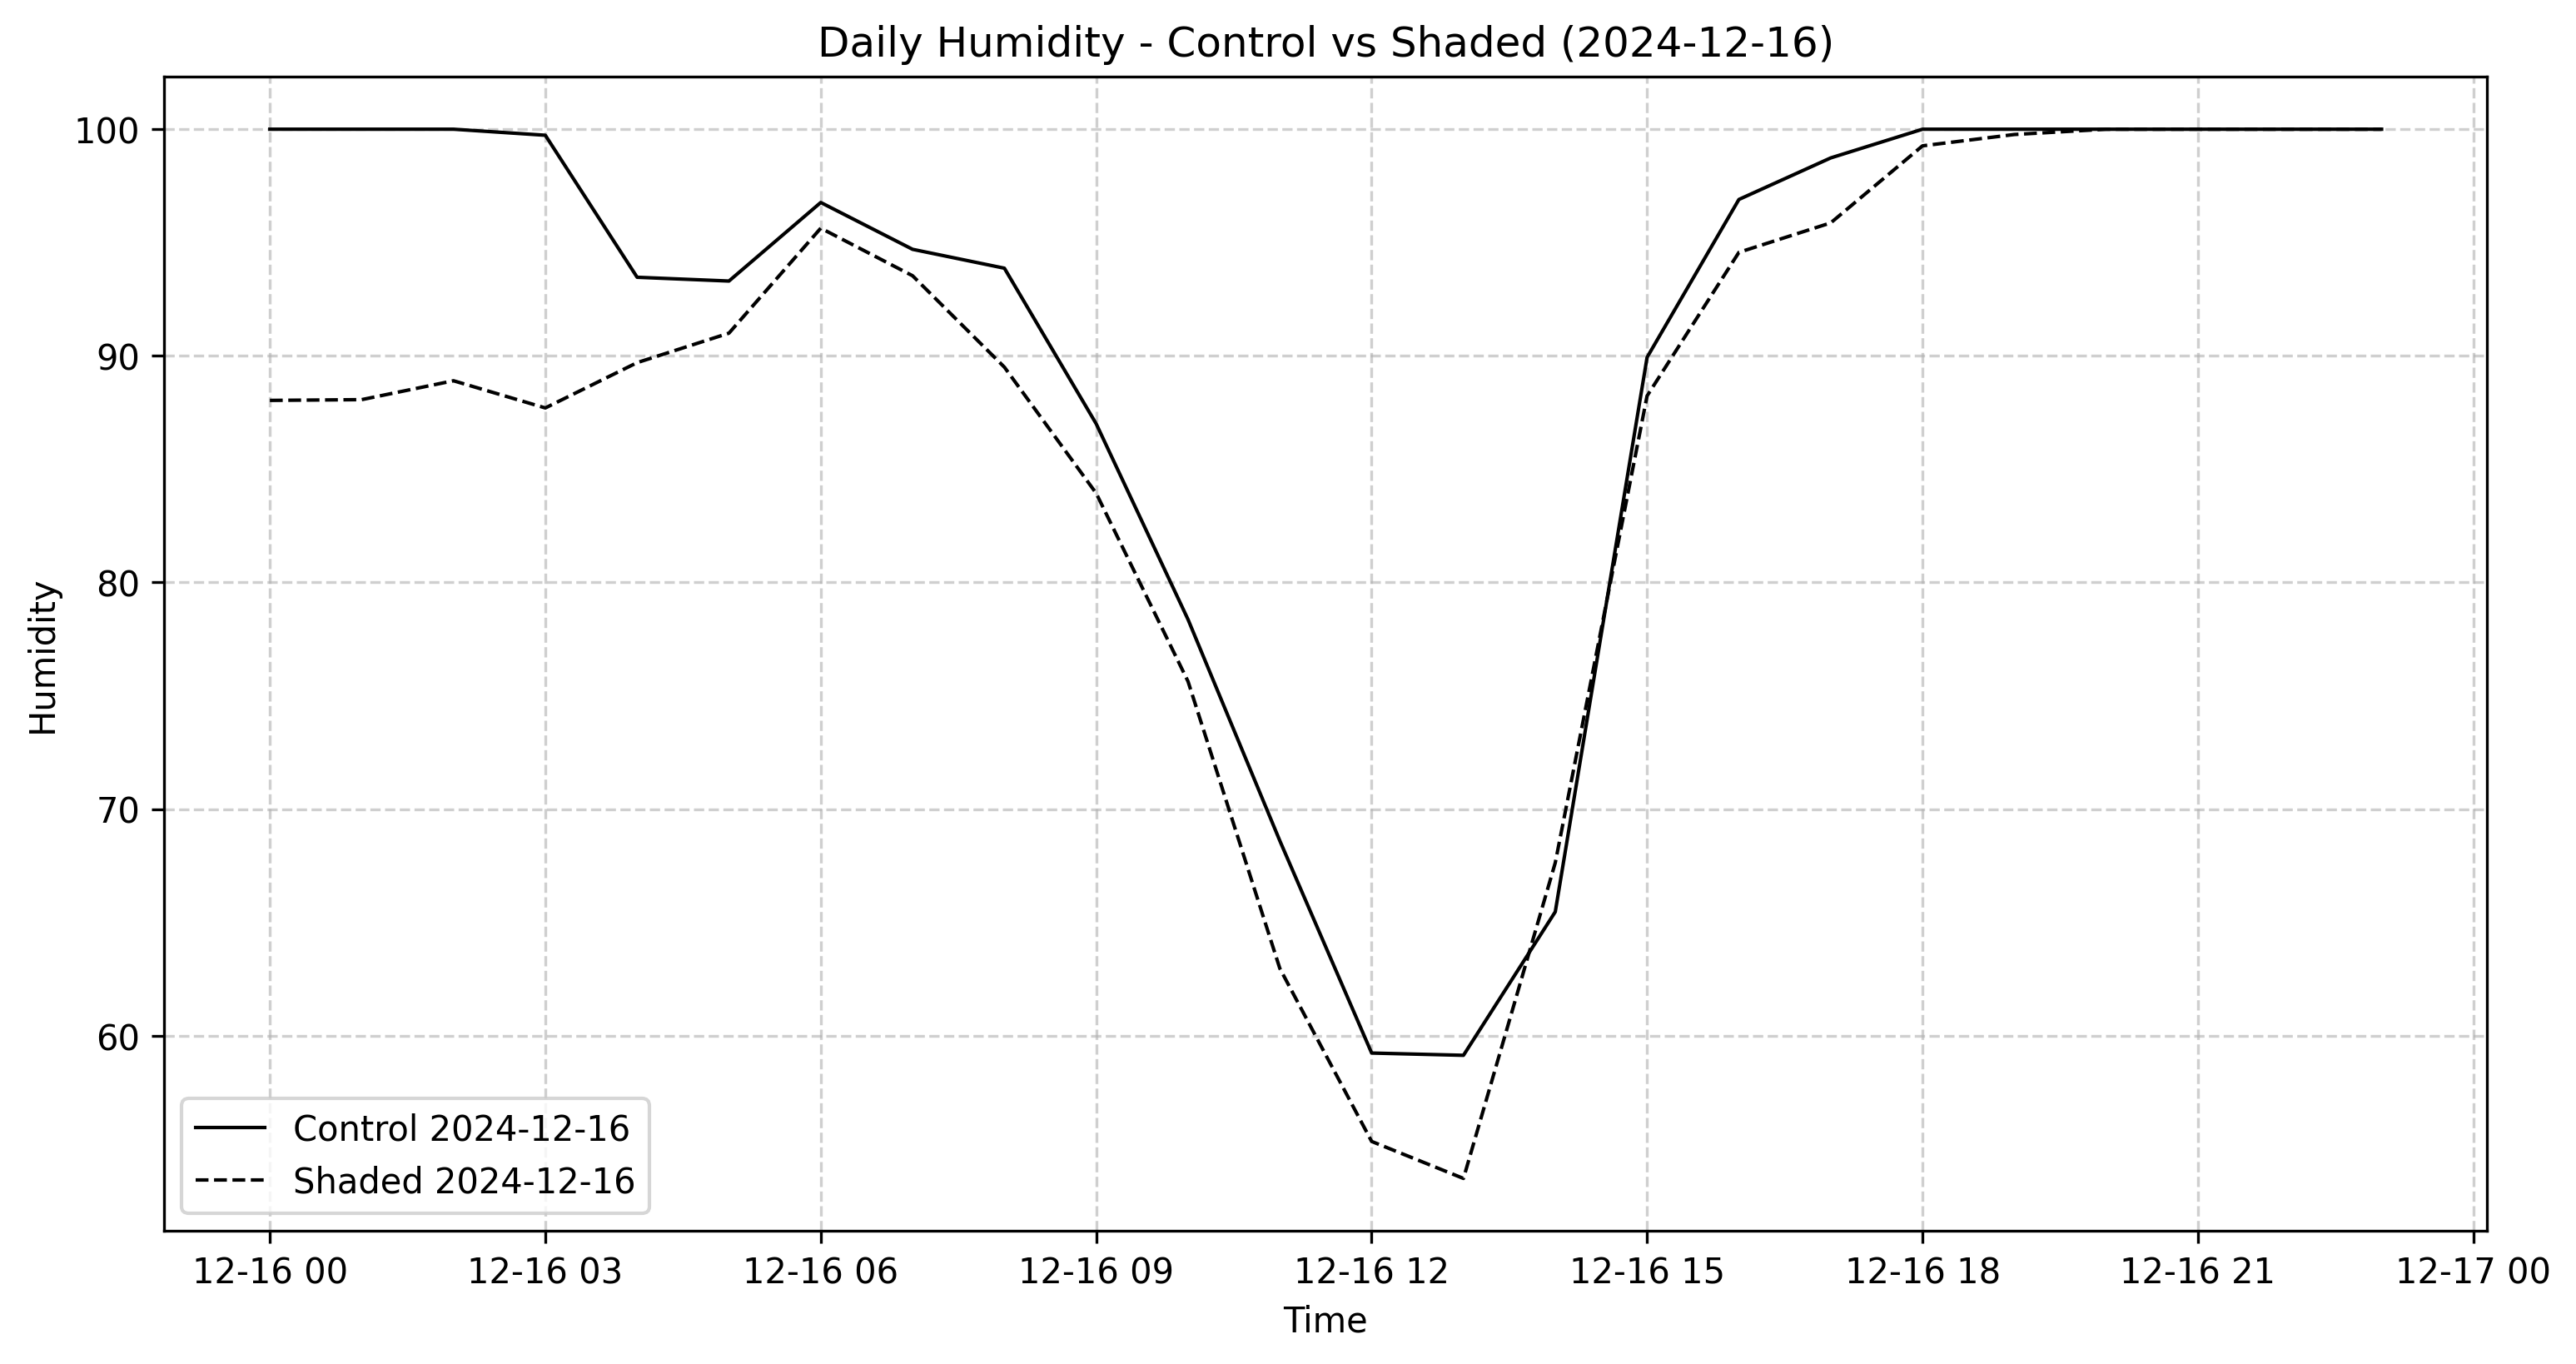 Daily Humidity - Control vs Shaded (2024-12-16)
Humidity
100
90
80
70
60
Control 2024-12-16
Shaded 2024-12-16
12-16 00 12-16 03 12-16 06 12-16 09 12-16 12 12-16 15 12-16 18 12-16 21 12-17 00
Time